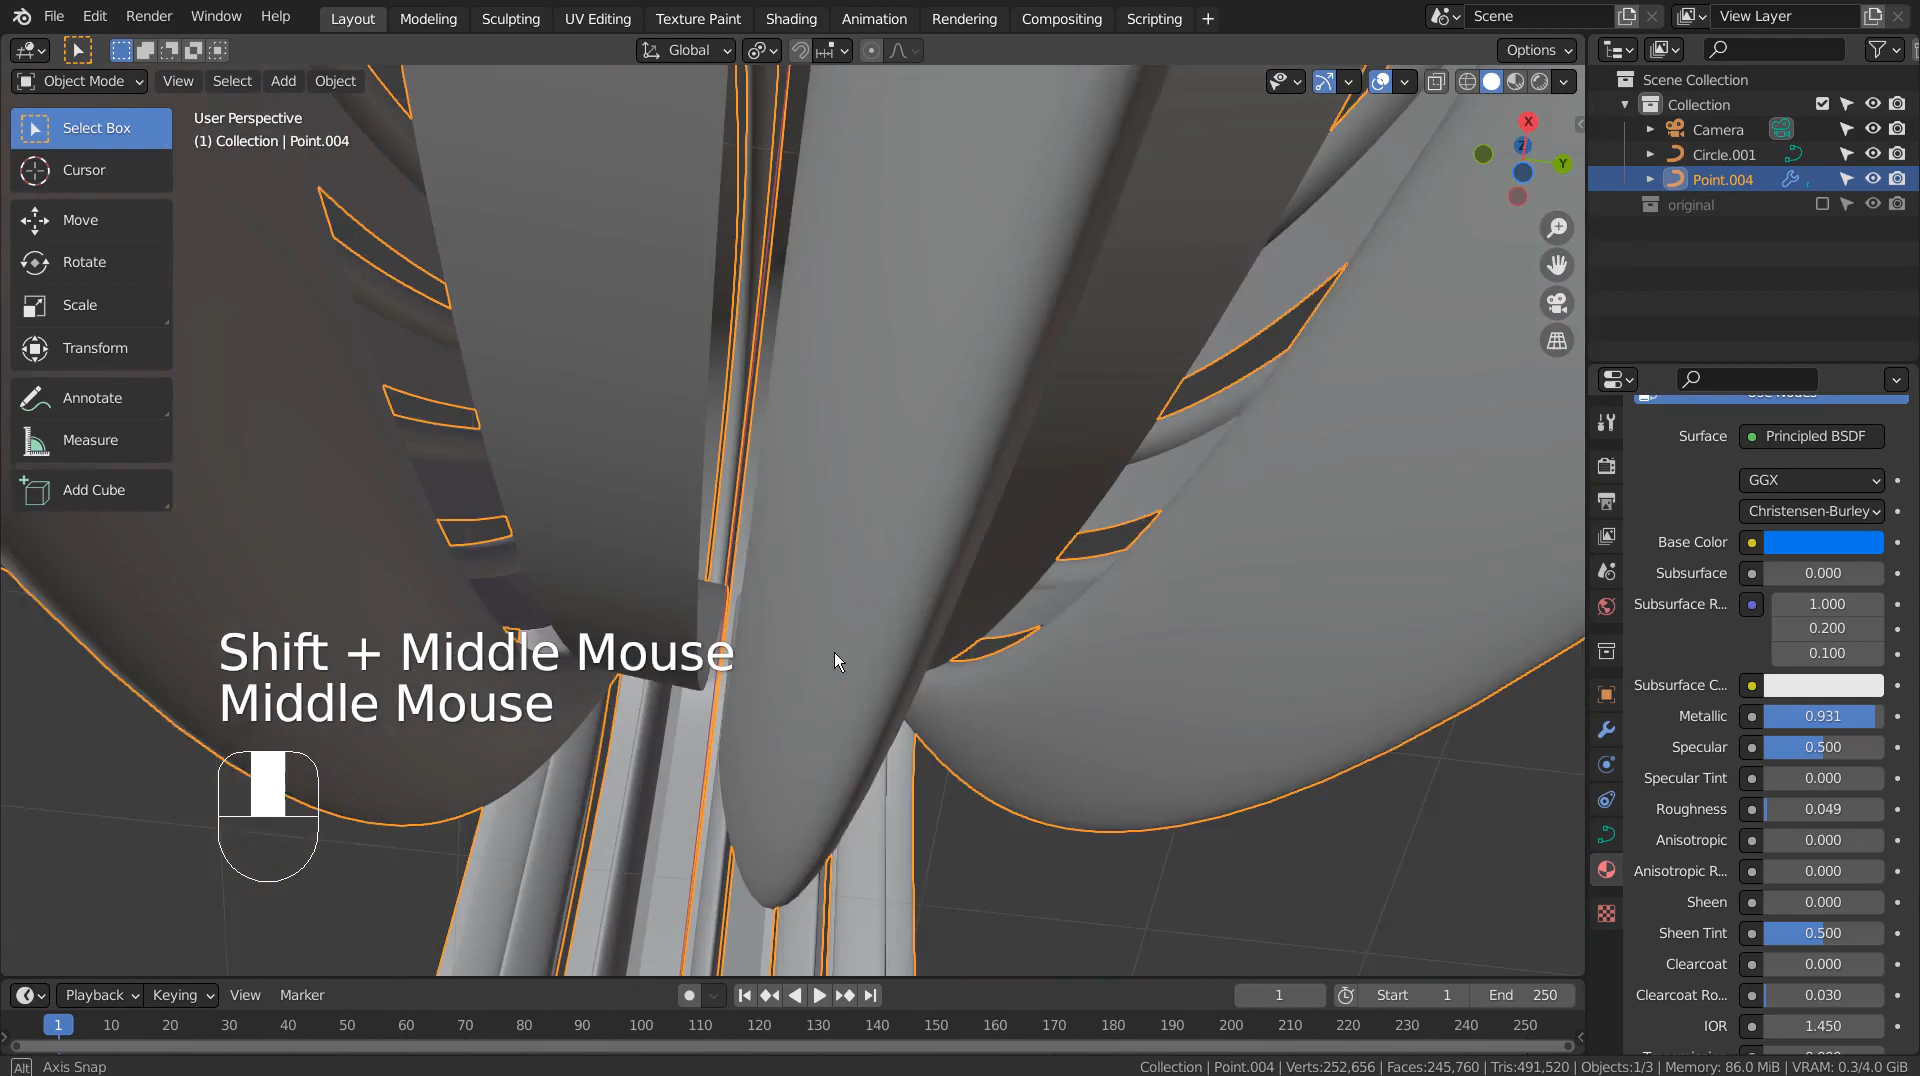 File Edit Render Window Help Layout Modeling Sculpting UV Editing Texture Paint Shading Animation Rendering Compositing Scripting + Scene View Layer
Global Options
Object Mode View Select Add Object
User Perspective
(1) Collection | Point.004
Select Box
Cursor
Move
Rotate
Scale
Transform
Annotate
Measure
Add Cube
X
Y
Z
Shift + Middle Mouse
Middle Mouse
Scene Collection
Collection
Camera
Circle.001
Point.004
original
Use Nodes
Surface Principled BSDF
GGX
Christensen-Burley
Base Color
Subsurface 0.000
Subsurface R... 1.000
0.200
0.100
Subsurface C...
Metallic 0.931
Specular 0.500
Specular Tint 0.000
Roughness 0.049
Anisotropic 0.000
Anisotropic R... 0.000
Sheen 0.000
Sheen Tint 0.500
Clearcoat 0.000
Clearcoat Ro... 0.030
IOR 1.450
Playback Keying View Marker 1 Start 1 End 250
1 10 20 30 40 50 60 70 80 90 100 110 120 130 140 150 160 170 180 190 200 210 220 230 240 250
Alt Axis Snap
Collection | Point.004 | Verts:252,656 | Faces:245,760 | Tris:491,520 | Objects:1/3 | Memory: 86.0 MiB | VRAM: 0.3/4.0 GiB